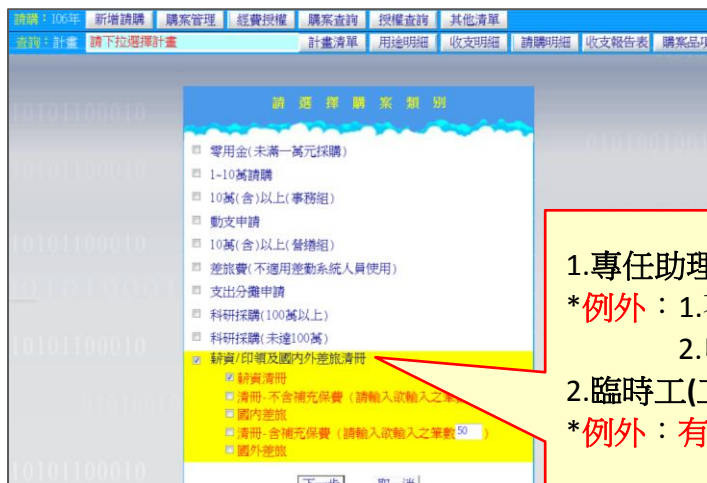 請購：106年 新增請購 購案管理 經費授權 購案查詢 授權查詢 其他清單
查詢：計畫 請下拉選擇計畫 計畫清單 用途明細 收支明細 請購明細 收支報告表 購案品項
請選擇購案類別
零用金(未滿一萬元採購)
1~10萬請購
10萬(含)以上(事務組)
動支申請
10萬(含)以上(營繕組)
差旅費(不適用差勤系統人員使用)
支出分攤申請
科研採購(100萬以上)
科研採購(未達100萬)
薪資/印領及國內外差旅清冊
薪資清冊
清冊-不含補充保費（請輸入欲輸入之筆
國內差旅
清冊-含補充保費（請輸入欲輸入之筆數50）
國外差旅
下一步 取 消
1.專任助理
*例外：1.
2.
2.臨時工(
*例外：有